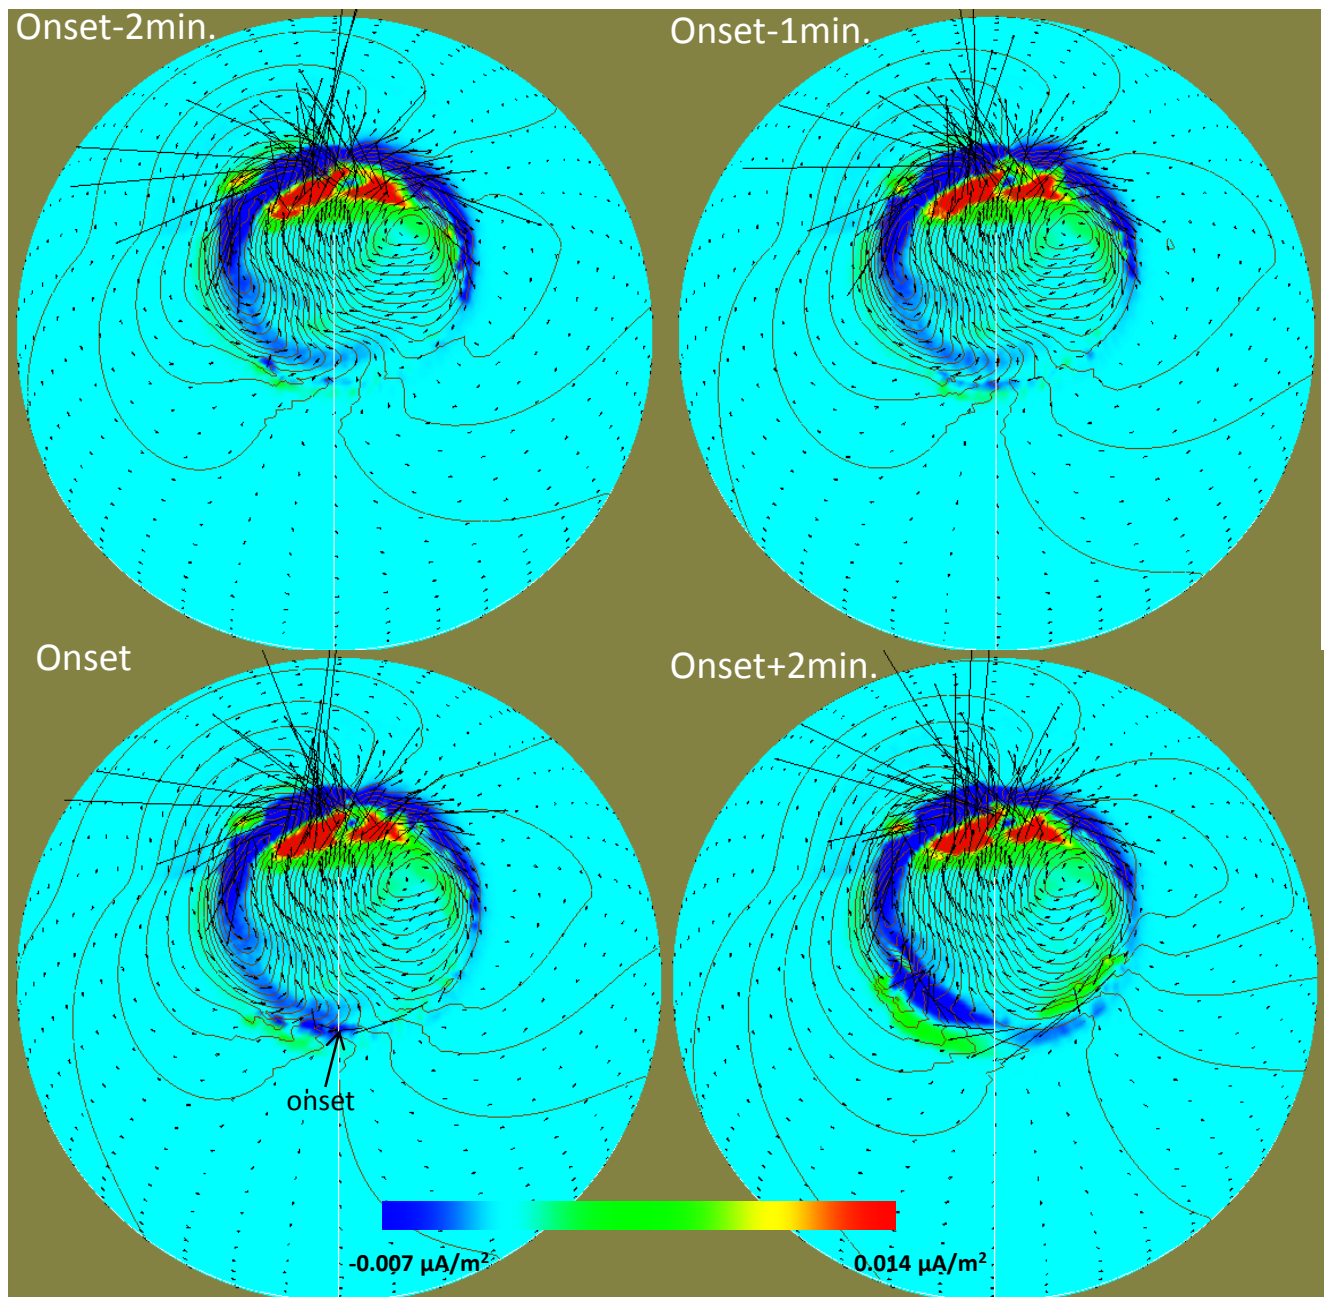 Onset-2min.
Onset-1min.
Onset
Onset+2min.
onset
-0.007 μA/m²
0.014 μA/m²